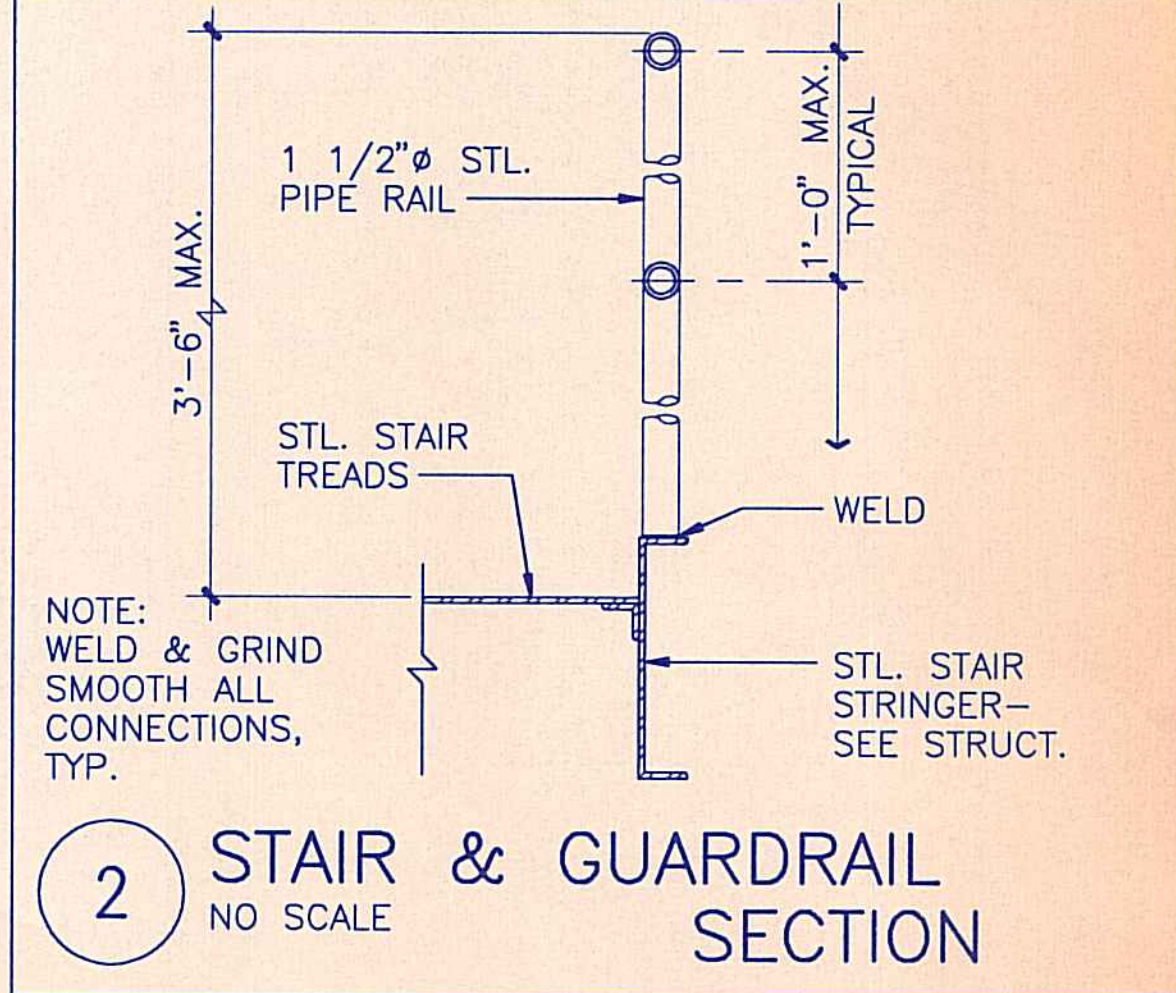 1 1/2"ø STL.
PIPE RAIL
3'-6" MAX.
1'-0" MAX.
TYPICAL
STL. STAIR
TREADS
WELD
NOTE:
WELD & GRIND
SMOOTH ALL
CONNECTIONS,
TYP.
STL. STAIR
STRINGER-
SEE STRUCT.
2
STAIR & GUARDRAIL
SECTION
NO SCALE